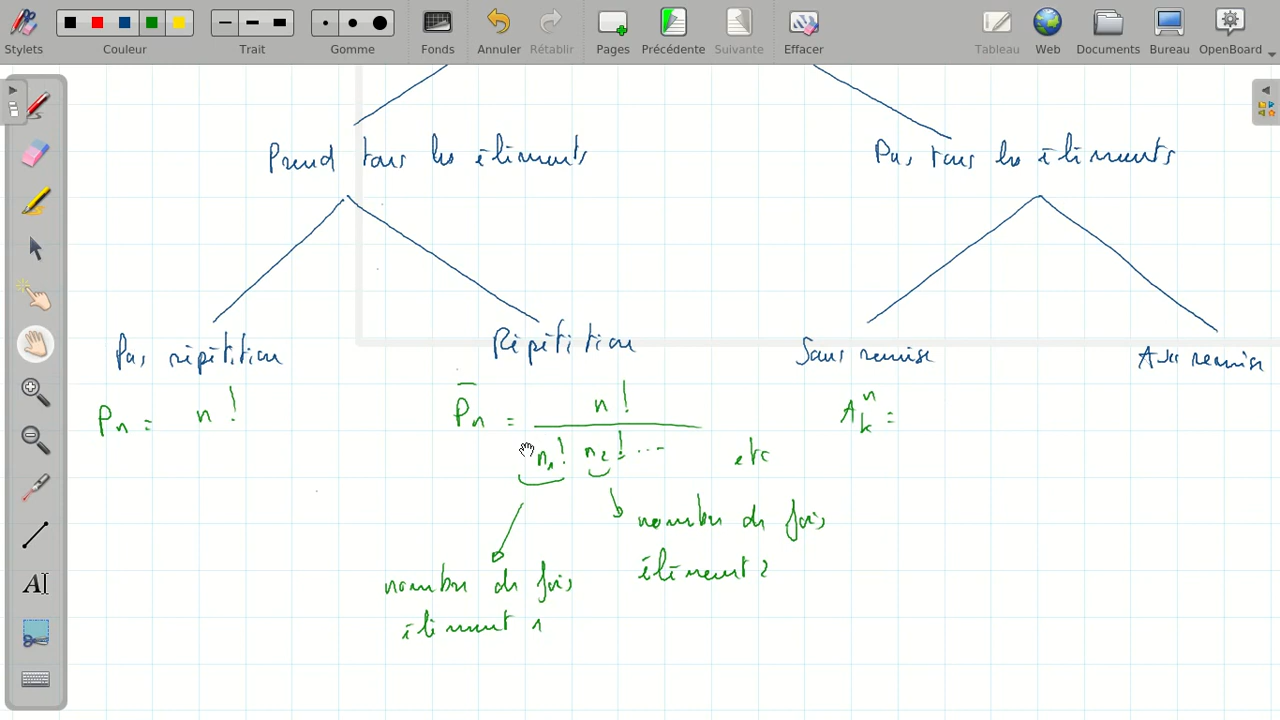 Stylets Couleur Trait Gomme Fonds Annuler Rétablir Pages Précédente Suivante Effacer Tableau Web Documents Bureau OpenBoard
Prend tous les éléments
Pas tous les éléments
Pas répétition
Répétition
Sans remise
Avec remise
Pn = n!
P̄n = n! / n1! n2! ... etc
A^n_k =
nombre de fois
élément 1
nombre de fois
élément 2